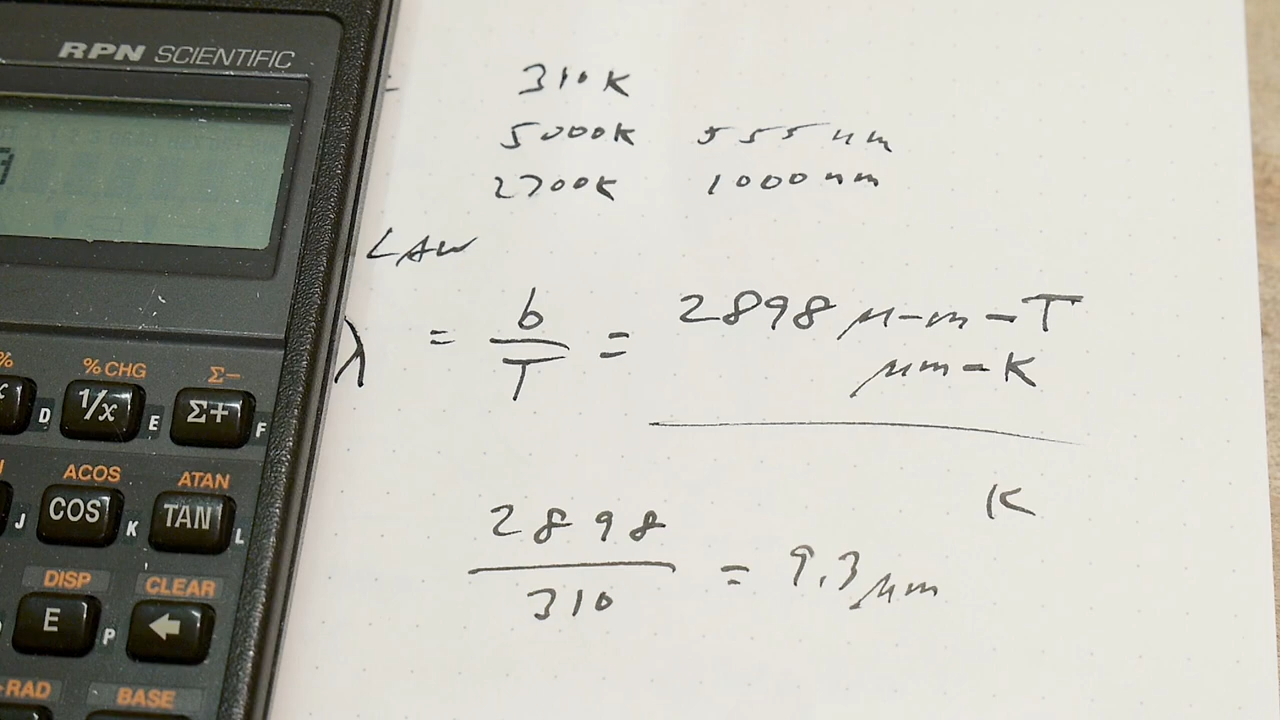 RPN SCIENTIFIC
310K
5000K 555nm
2700K 1000nm
LAW
λ = b/T = 2898 μ-m-T
μm-K
K
2898/310 = 9.3μm
% %CHG Σ-
D 1/x E Σ+ F
ACOS ATAN
J COS K TAN L
DISP CLEAR
E P ←
RAD BASE